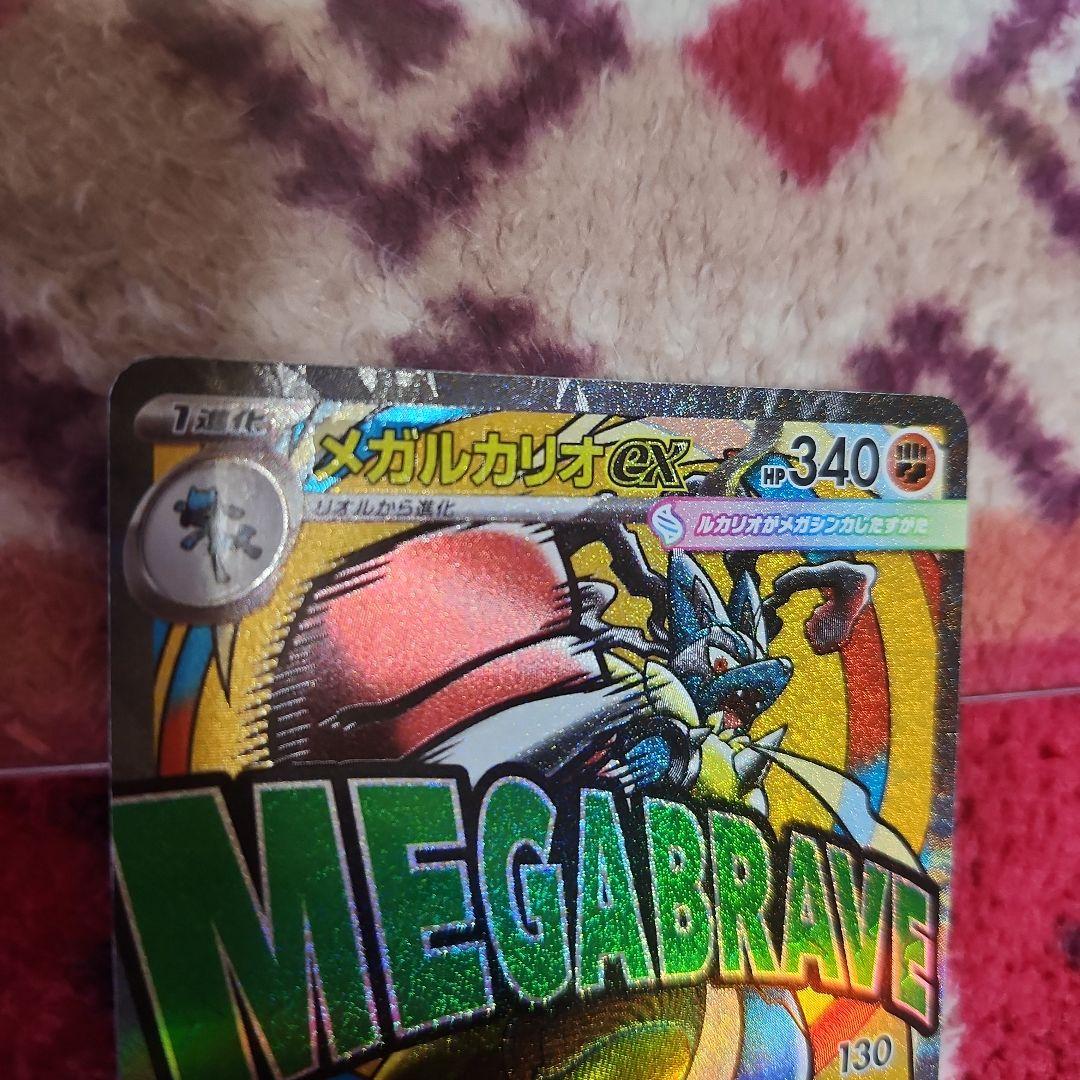 1進化
メガルカリオex
HP340
リオルから進化
ルカリオがメガシンカしたすがた
MEGABRAVE
130